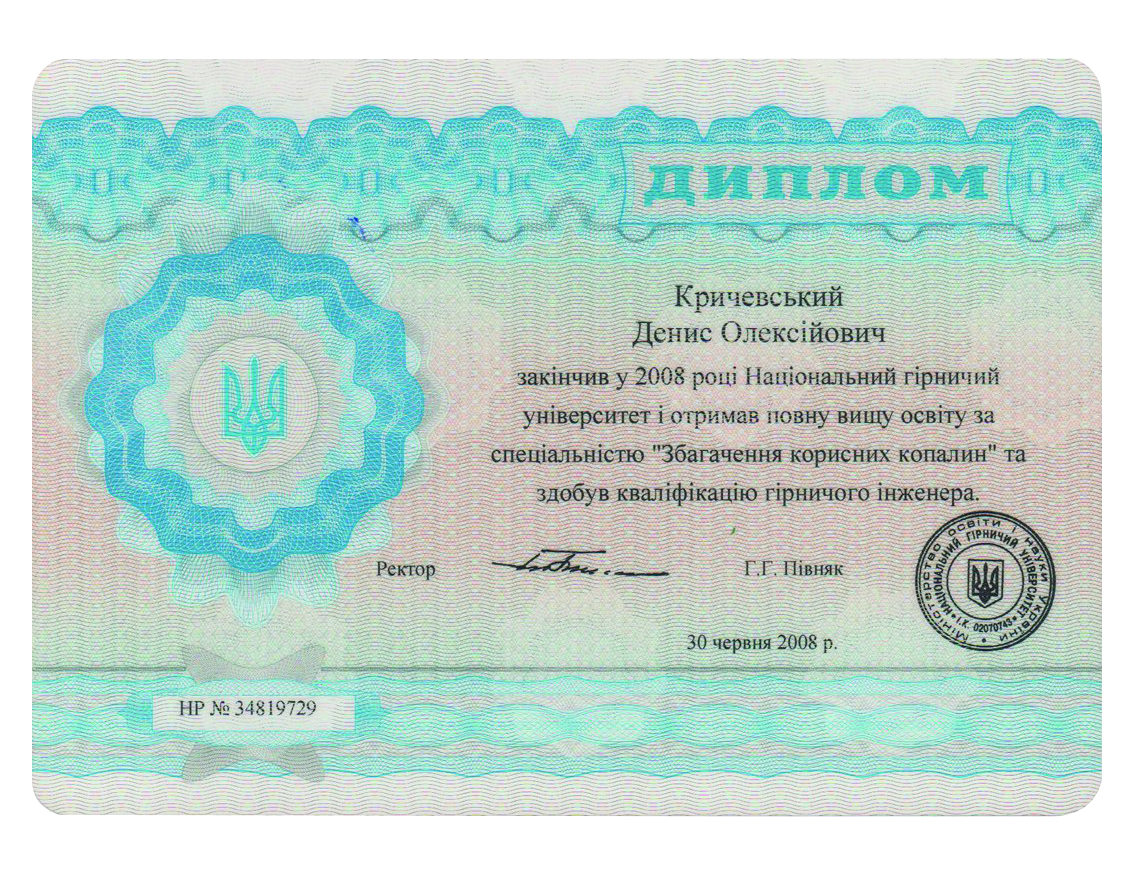 ДИПЛОМ
Кричевський
Денис Олексійович
закінчив у 2008 році Національний гірничий
університет і отримав повну вищу освіту за
спеціальністю "Збагачення корисних копалин" та
здобув кваліфікацію гірничого інженера.
Ректор Г.Г. Півняк
30 червня 2008 р.
Міністерство освіти і науки України
НАЦІОНАЛЬНИЙ ГІРНИЧИЙ УНІВЕРСИТЕТ
І.К. 02070743
НР № 34819729